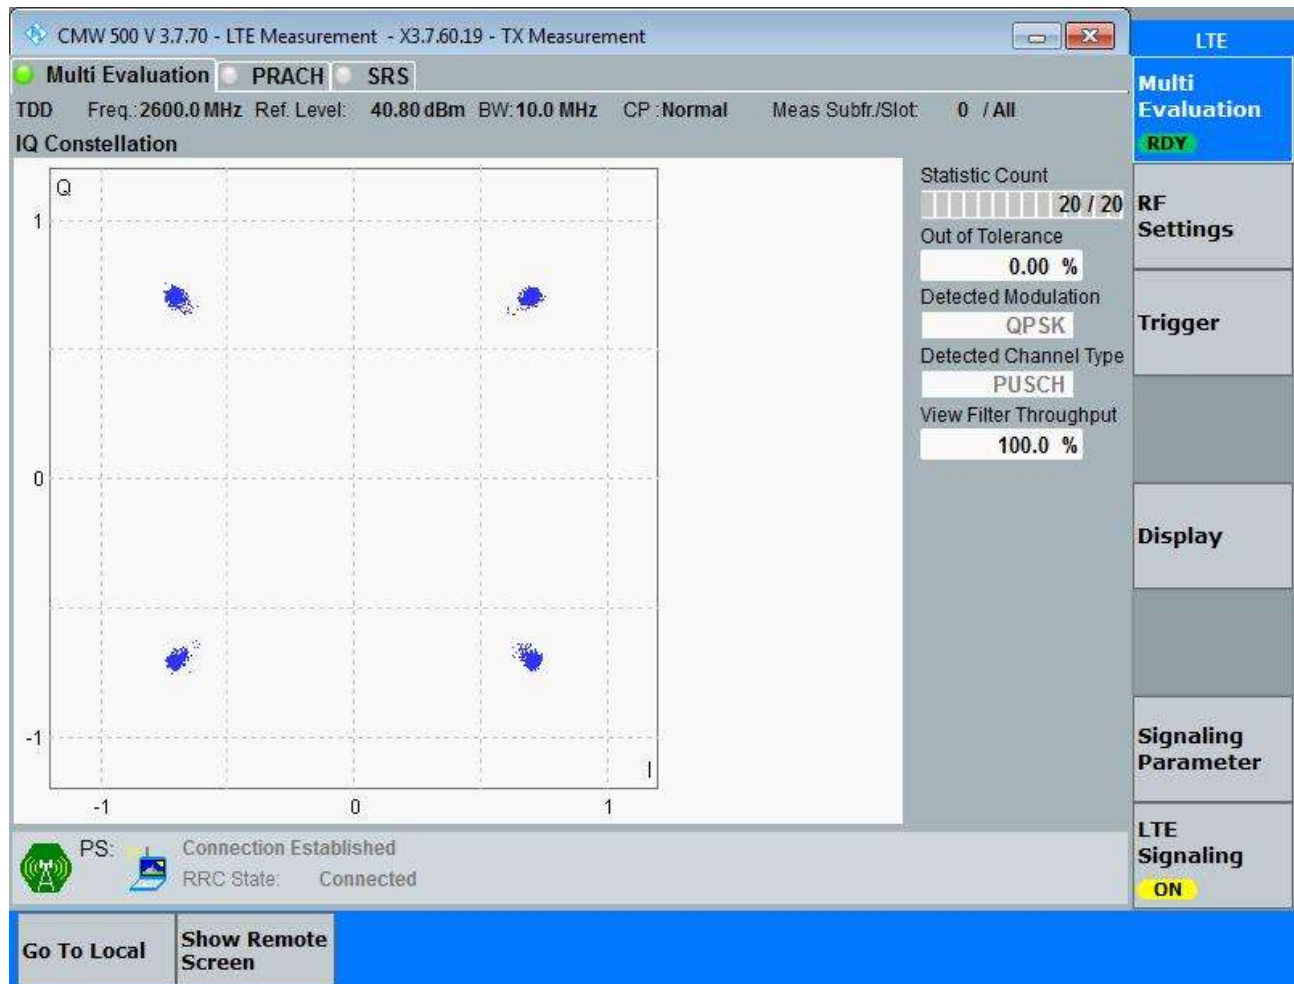 CMW 500 V 3.7.70 - LTE Measurement - X3.7.60.19 - TX Measurement
LTE
Multi Evaluation PRACH SRS
TDD Freq.: 2600.0 MHz Ref. Level: 40.80 dBm BW: 10.0 MHz CP : Normal Meas Subfr./Slot: 0 / All
IQ Constellation
Q
1
0
-1
I
-1 0 1
Statistic Count
20 / 20
Out of Tolerance
0.00 %
Detected Modulation
QPSK
Detected Channel Type
PUSCH
View Filter Throughput
100.0 %
Multi
Evaluation
RDY
RF
Settings
Trigger
Display
Signaling
Parameter
LTE
Signaling
ON
PS: Connection Established
RRC State: Connected
Go To Local
Show Remote
Screen